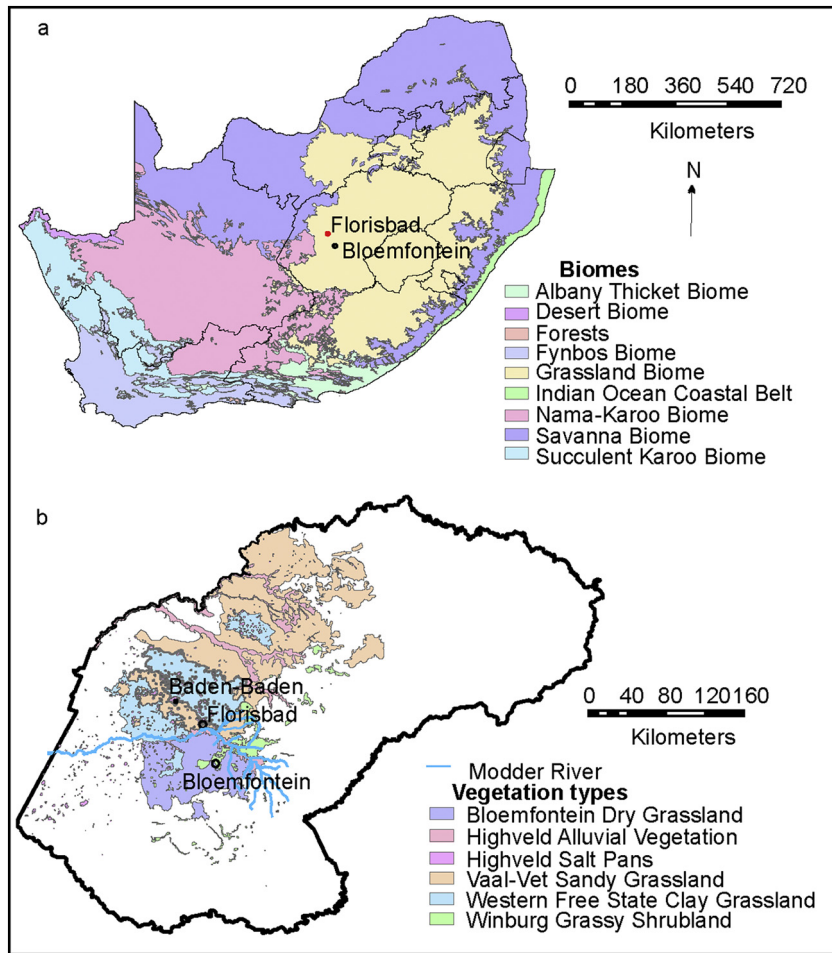 a
0 180 360 540 720
Kilometers
N
Florisbad
Bloemfontein
Biomes
Albany Thicket Biome
Desert Biome
Forests
Fynbos Biome
Grassland Biome
Indian Ocean Coastal Belt
Nama-Karoo Biome
Savanna Biome
Succulent Karoo Biome
b
Baden-Baden
Florisbad
Bloemfontein
0 40 80 120 160
Kilometers
Modder River
Vegetation types
Bloemfontein Dry Grassland
Highveld Alluvial Vegetation
Highveld Salt Pans
Vaal-Vet Sandy Grassland
Western Free State Clay Grassland
Winburg Grassy Shrubland